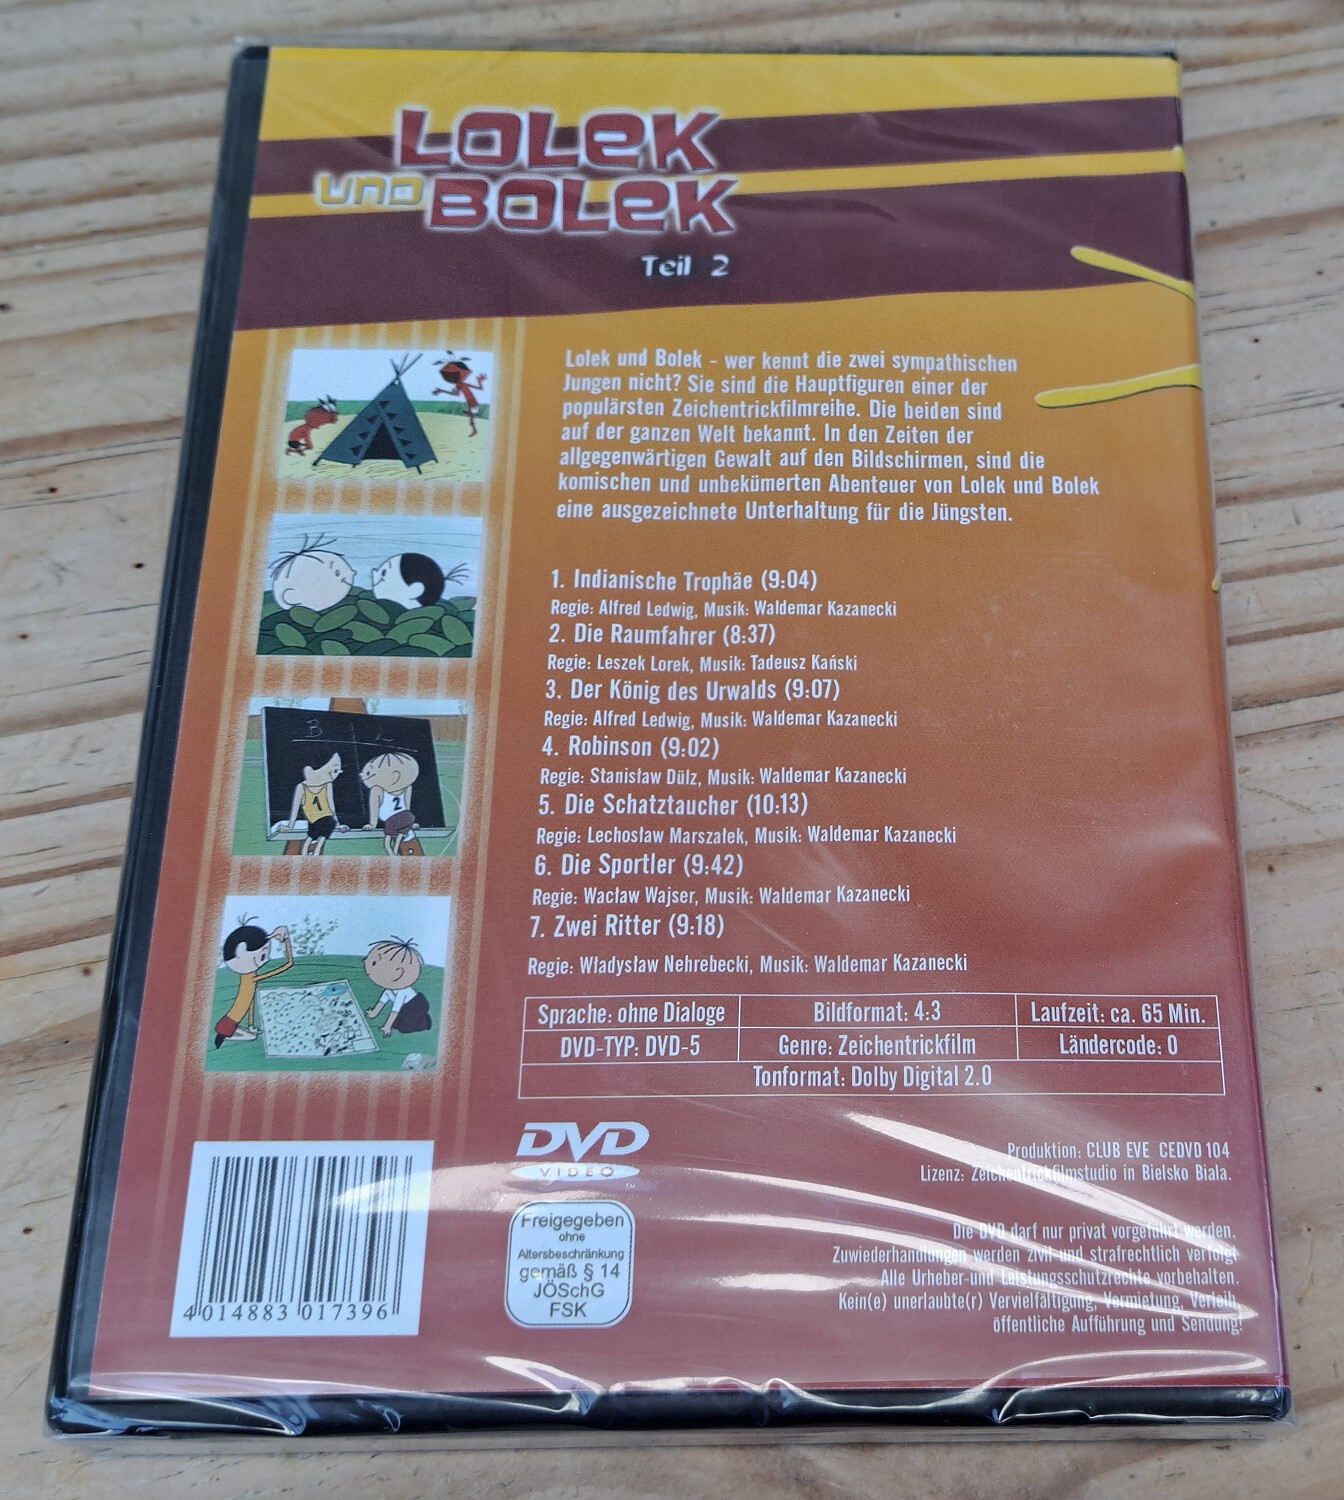 LOLEK
UND BOLEK
Teil 2
Lolek und Bolek - wer kennt die zwei sympathischen
Jungen nicht? Sie sind die Hauptfiguren einer der
populärsten Zeichentrickfilmreihe. Die beiden sind
auf der ganzen Welt bekannt. In den Zeiten der
allgegenwärtigen Gewalt auf den Bildschirmen, sind die
komischen und unbekümerten Abenteuer von Lolek und Bolek
eine ausgezeichnete Unterhaltung für die Jüngsten.
1. Indianische Trophäe (9:04)
Regie: Alfred Ledwig, Musik: Waldemar Kazanecki
2. Die Raumfahrer (8:37)
Regie: Leszek Lorek, Musik: Tadeusz Kański
3. Der König des Urwalds (9:07)
Regie: Alfred Ledwig, Musik: Waldemar Kazanecki
4. Robinson (9:02)
Regie: Stanisław Dülz, Musik: Waldemar Kazanecki
5. Die Schatztaucher (10:13)
Regie: Lechosław Marszałek, Musik: Waldemar Kazanecki
6. Die Sportler (9:42)
Regie: Wacław Wajser, Musik: Waldemar Kazanecki
7. Zwei Ritter (9:18)
Regie: Władysław Nehrebecki, Musik: Waldemar Kazanecki
B L
1 2
Sprache: ohne Dialoge Bildformat: 4:3 Laufzeit: ca. 65 Min.
DVD-TYP: DVD-5 Genre: Zeichentrickfilm Ländercode: 0
Tonformat: Dolby Digital 2.0
DVD
VIDEO
TM
Freigegeben
ohne
Altersbeschränkung
gemäß § 14
JÖSchG
FSK
4 014883 017396
Produktion: CLUB EVE CEDVD 104
Lizenz: Zeichentrickfilmstudio in Bielsko Biala.
Die DVD darf nur privat vorgeführt werden.
Zuwiederhandlungen werden zivil und strafrechtlich verfolgt
Alle Urheber-und Leistungsschutzrechte vorbehalten.
Kein(e) unerlaubte(r) Vervielfältigung, Vermietung, Verleih,
öffentliche Aufführung und Sendung!